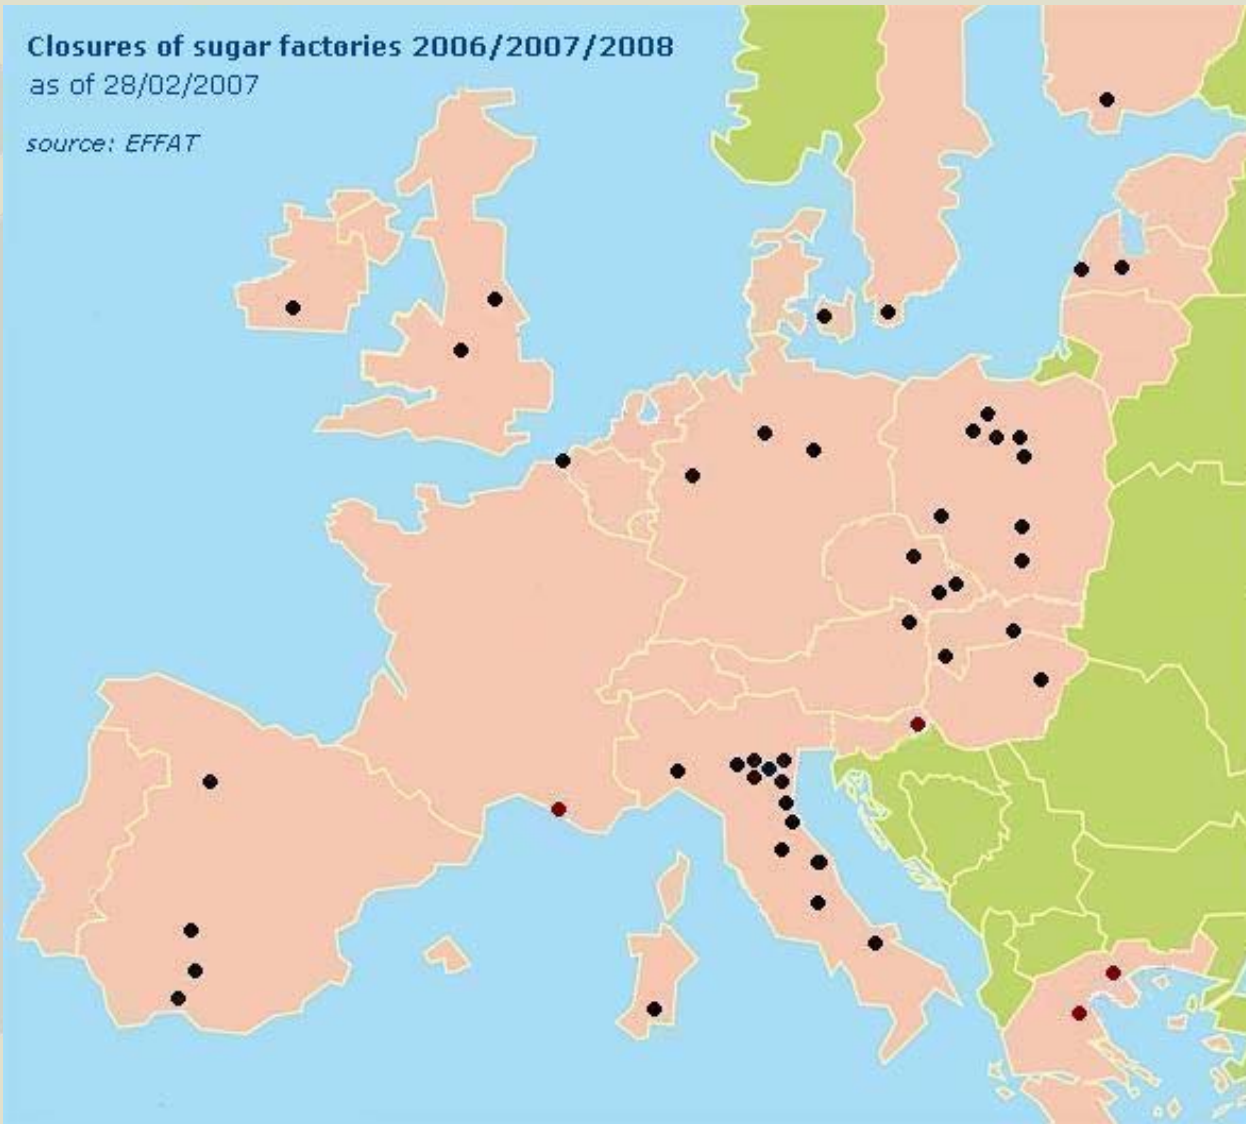 Closures of sugar factories 2006/2007/2008
as of 28/02/2007
source: EFFAT